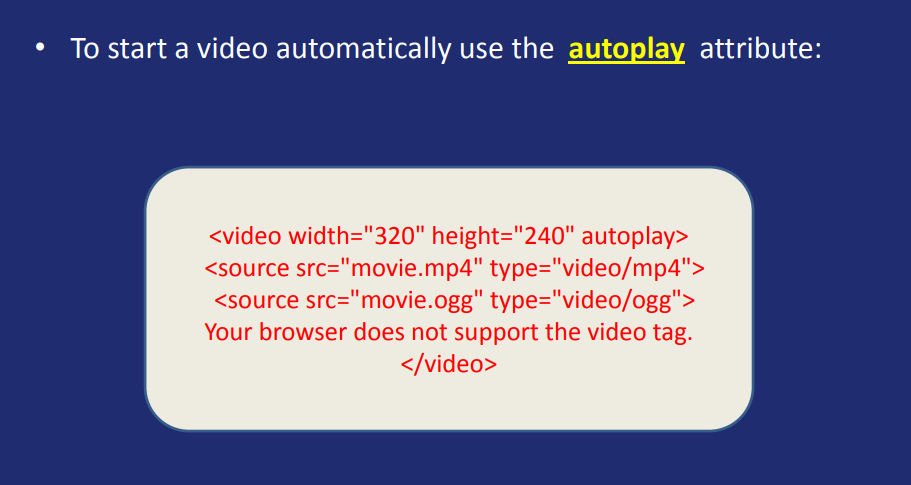 • To start a video automatically use the autoplay attribute:
<video width="320" height="240" autoplay>
<source src="movie.mp4" type="video/mp4">
<source src="movie.ogg" type="video/ogg">
Your browser does not support the video tag.
</video>